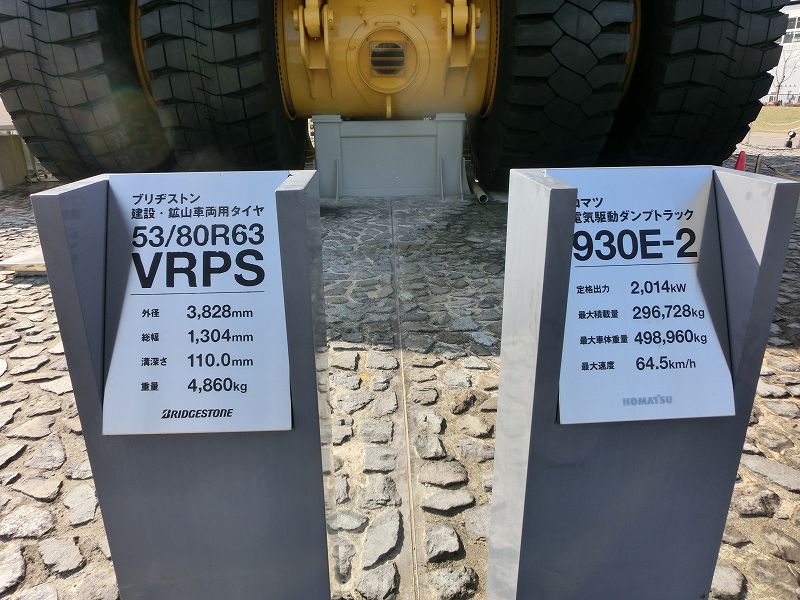 ブリヂストン
建設・鉱山車両用タイヤ
53/80R63
VRPS
外径 3,828mm
総幅 1,304mm
溝深さ 110.0mm
重量 4,860kg
BRIDGESTONE
コマツ
電気駆動ダンプトラック
930E-2
定格出力 2,014kW
最大積載量 296,728kg
最大車体重量 498,960kg
最大速度 64.5km/h
KOMATSU